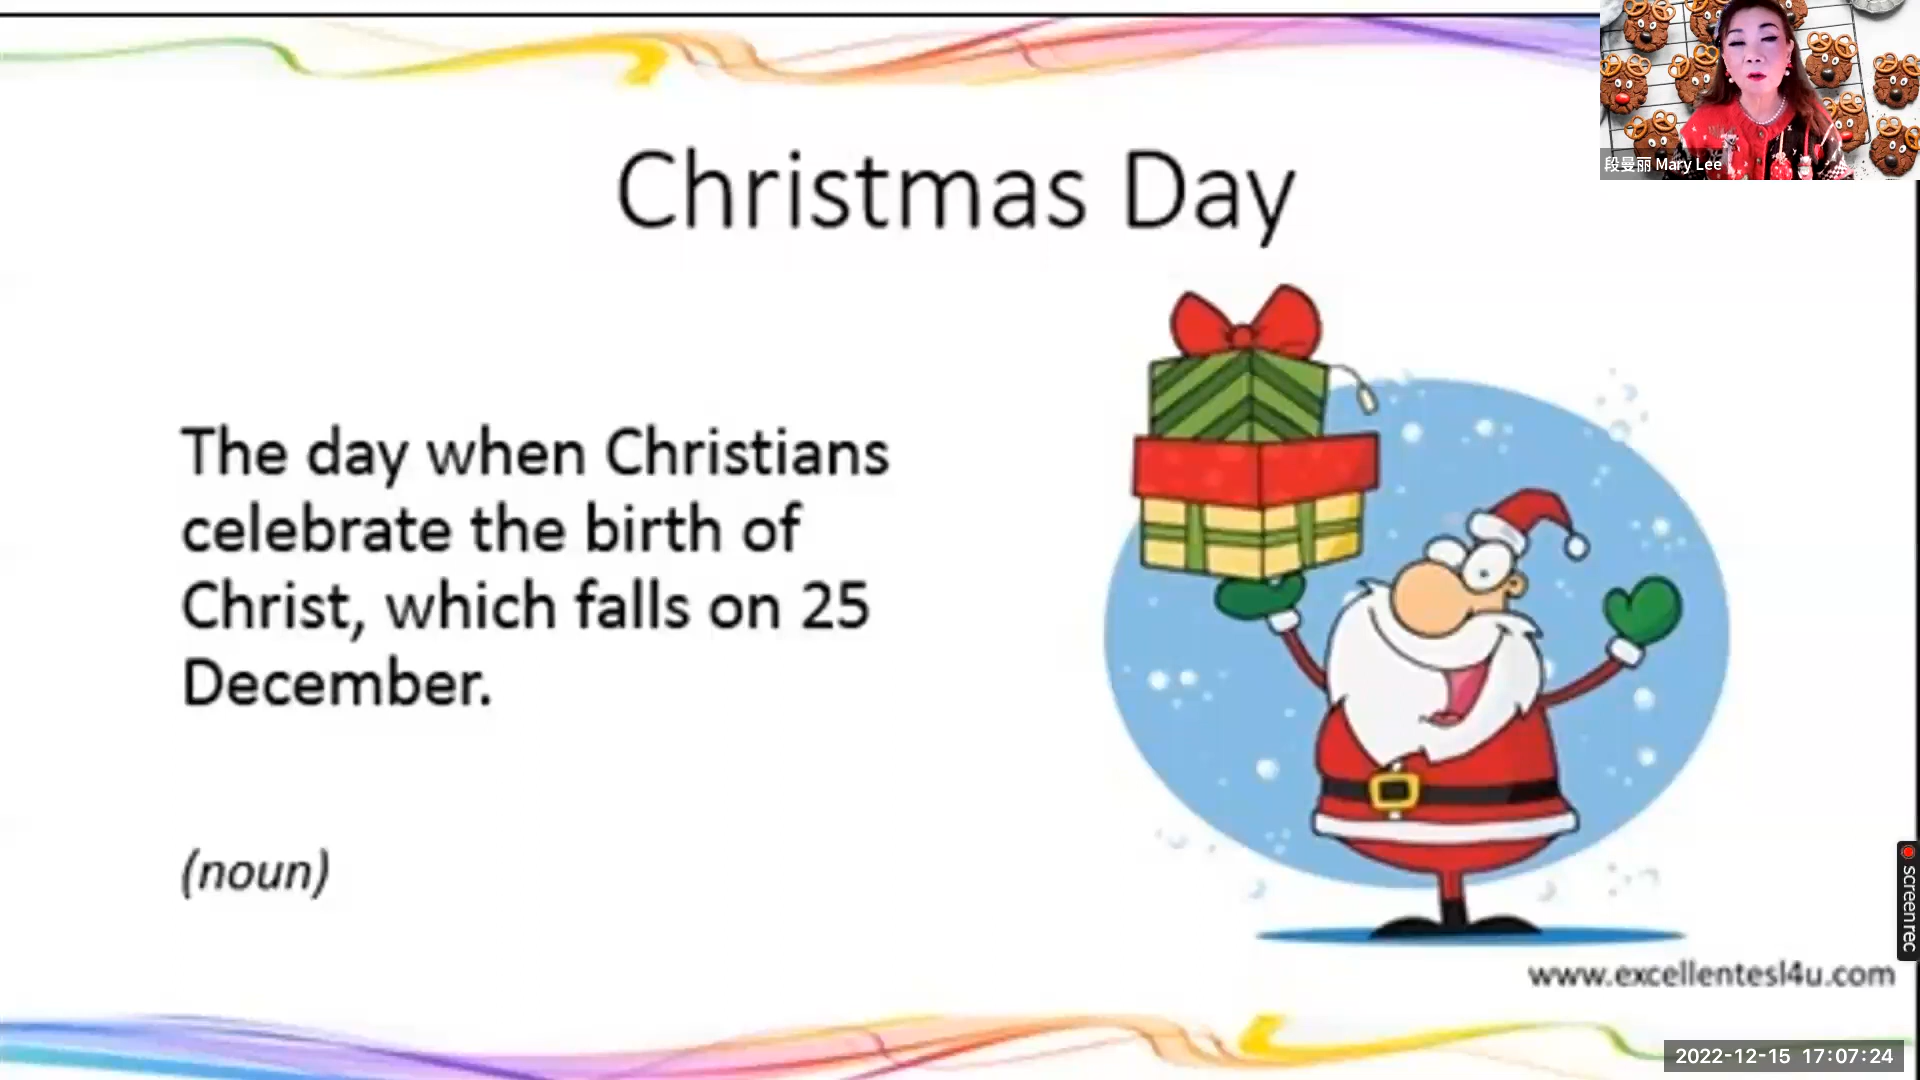 段曼丽 Mary Lee
Christmas Day
The day when Christians
celebrate the birth of
Christ, which falls on 25
December.
(noun)
screenrec
www.excellentesl4u.com
2022-12-15 17:07:24